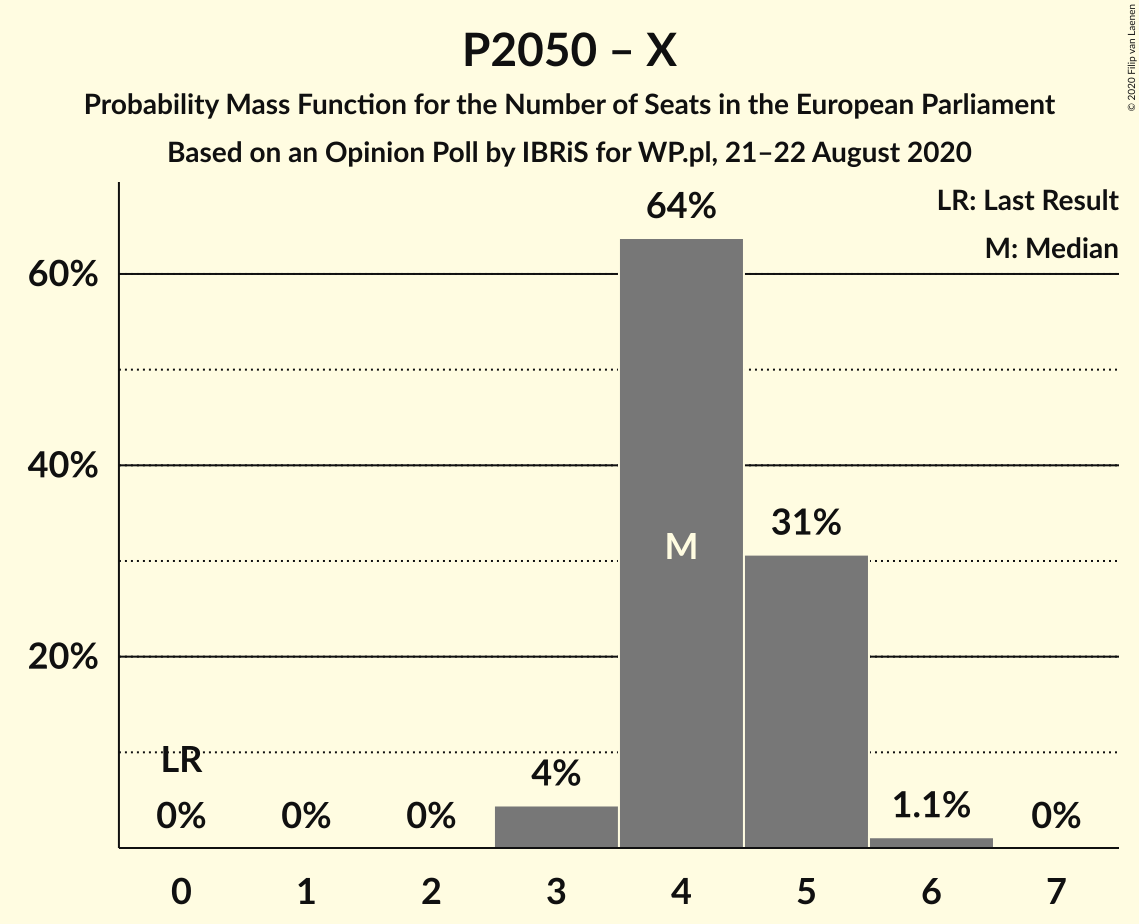 P2050 – X
Probability Mass Function for the Number of Seats in the European Parliament
Based on an Opinion Poll by IBRiS for WP.pl, 21–22 August 2020
© 2020 Filip van Laenen
LR: Last Result
M: Median
64%
60%
40%
31%
M
20%
LR
4%
1.1%
0%
0%
0%
0%
0 1 2 3 4 5 6 7